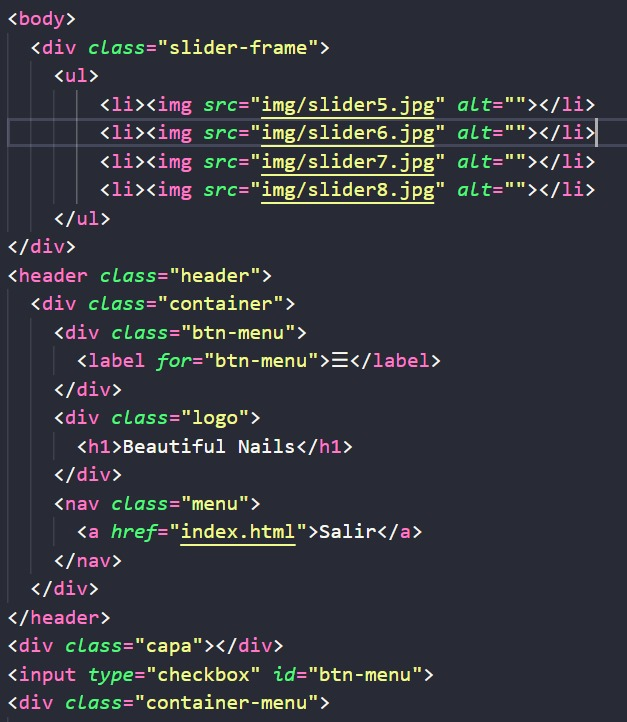 <body>
<div class="slider-frame">
<ul>
<li><img src="img/slider5.jpg" alt=""></li>
<li><img src="img/slider6.jpg" alt=""></li>
<li><img src="img/slider7.jpg" alt=""></li>
<li><img src="img/slider8.jpg" alt=""></li>
</ul>
</div>
<header class="header">
<div class="container">
<div class="btn-menu">
<label for="btn-menu">☰</label>
</div>
<div class="logo">
<h1>Beautiful Nails</h1>
</div>
<nav class="menu">
<a href="index.html">Salir</a>
</nav>
</div>
</header>
<div class="capa"></div>
<input type="checkbox" id="btn-menu">
<div class="container-menu">